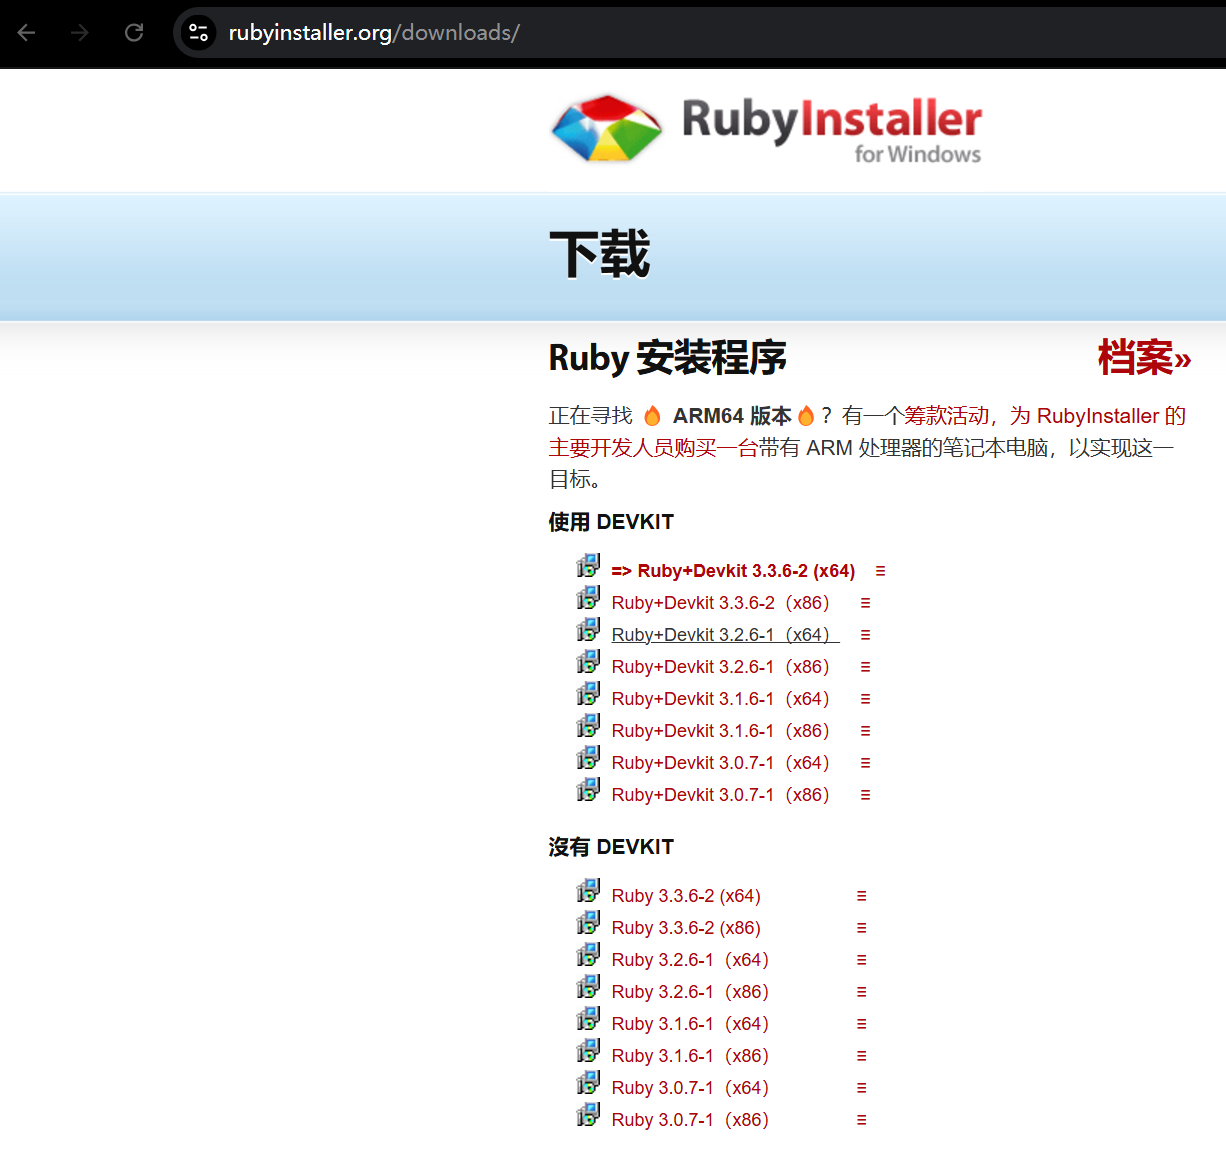 rubyinstaller.org/downloads/
RubyInstaller
for Windows
下载
Ruby 安装程序
档案»
正在寻找 🔥 ARM64 版本🔥？有一个筹款活动，为 RubyInstaller 的
主要开发人员购买一台带有 ARM 处理器的笔记本电脑，以实现这一
目标。
使用 DEVKIT
=> Ruby+Devkit 3.3.6-2 (x64) ≡
Ruby+Devkit 3.3.6-2（x86） ≡
Ruby+Devkit 3.2.6-1（x64） ≡
Ruby+Devkit 3.2.6-1（x86） ≡
Ruby+Devkit 3.1.6-1（x64） ≡
Ruby+Devkit 3.1.6-1（x86） ≡
Ruby+Devkit 3.0.7-1（x64） ≡
Ruby+Devkit 3.0.7-1（x86） ≡
沒有 DEVKIT
Ruby 3.3.6-2 (x64) ≡
Ruby 3.3.6-2 (x86) ≡
Ruby 3.2.6-1（x64） ≡
Ruby 3.2.6-1（x86） ≡
Ruby 3.1.6-1（x64） ≡
Ruby 3.1.6-1（x86） ≡
Ruby 3.0.7-1（x64） ≡
Ruby 3.0.7-1（x86） ≡